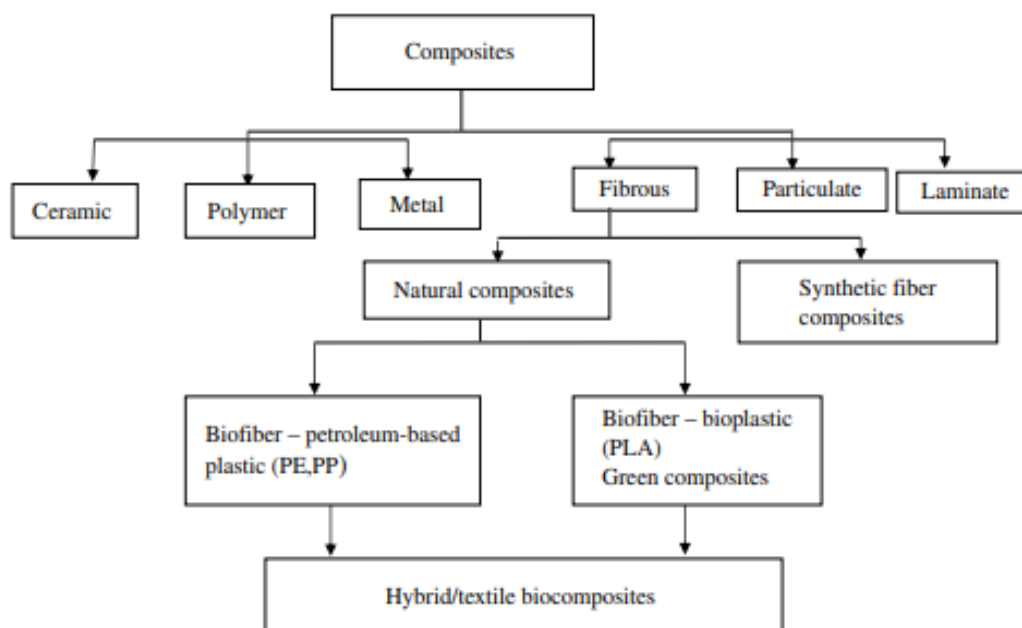 Composites
Ceramic
Polymer
Metal
Fibrous
Particulate
Laminate
Natural composites
Synthetic fiber
composites
Biofiber – petroleum-based
plastic (PE,PP)
Biofiber – bioplastic
(PLA)
Green composites
Hybrid/textile biocomposites